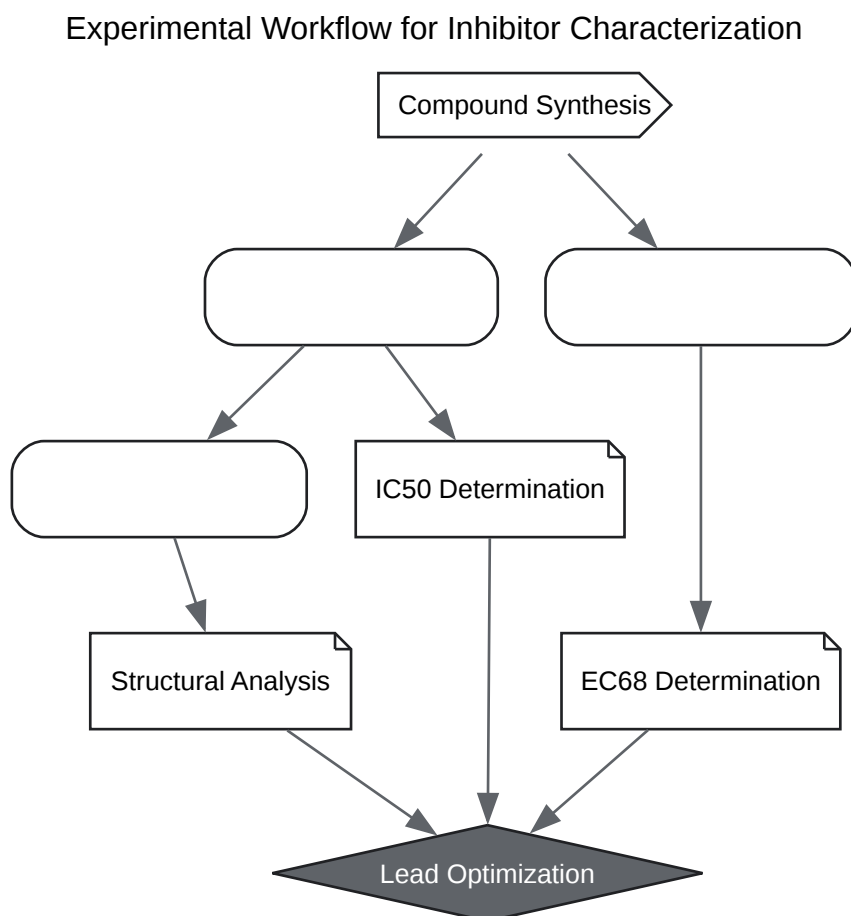 Experimental Workflow for Inhibitor Characterization
Compound Synthesis
IC50 Determination
Structural Analysis
EC68 Determination
Lead Optimization